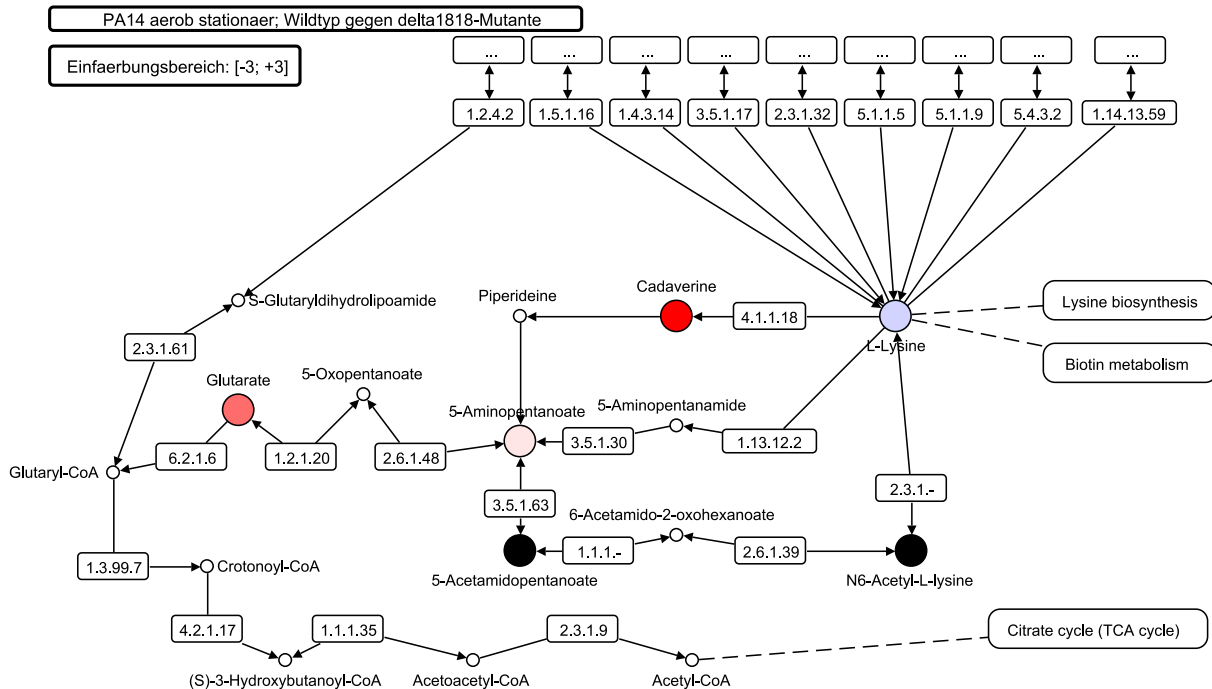 PA14 aerob stationaer; Wildtyp gegen delta1818-Mutante
Einfaerbungsbereich: [-3; +3]
... ... ... ... ... ... ... ... ...
1.2.4.2 1.5.1.16 1.4.3.14 3.5.1.17 2.3.1.32 5.1.1.5 5.1.1.9 5.4.3.2 1.14.13.59
S-Glutaryldihydrolipoamide
Piperideine
Cadaverine
4.1.1.18
L-Lysine
Lysine biosynthesis
Biotin metabolism
2.3.1.61
Glutarate
5-Oxopentanoate
5-Aminopentanoate
5-Aminopentanamide
6.2.1.6
1.2.1.20
2.6.1.48
3.5.1.30
1.13.12.2
Glutaryl-CoA
3.5.1.63
2.3.1.-
6-Acetamido-2-oxohexanoate
1.1.1.-
2.6.1.39
5-Acetamidopentanoate
N6-Acetyl-L-lysine
1.3.99.7
Crotonoyl-CoA
4.2.1.17
1.1.1.35
2.3.1.9
Citrate cycle (TCA cycle)
(S)-3-Hydroxybutanoyl-CoA
Acetoacetyl-CoA
Acetyl-CoA